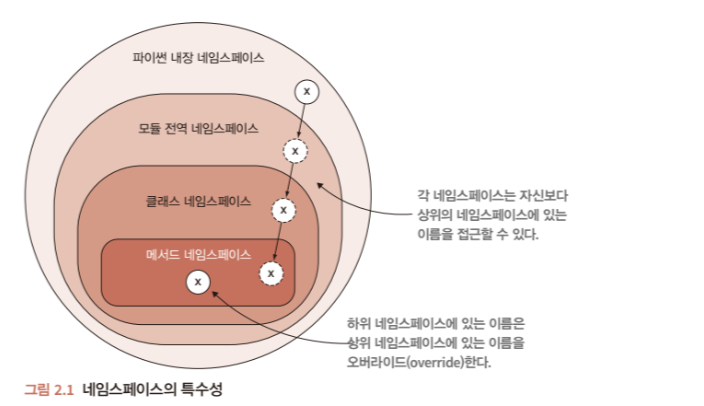 파이썬 내장 네임스페이스
x
모듈 전역 네임스페이스
x
클래스 네임스페이스
x
메서드 네임스페이스
x
x
각 네임스페이스는 자신보다
상위의 네임스페이스에 있는
이름을 접근할 수 있다.
하위 네임스페이스에 있는 이름은
상위 네임스페이스에 있는 이름을
오버라이드(override)한다.
그림 2.1 네임스페이스의 특수성